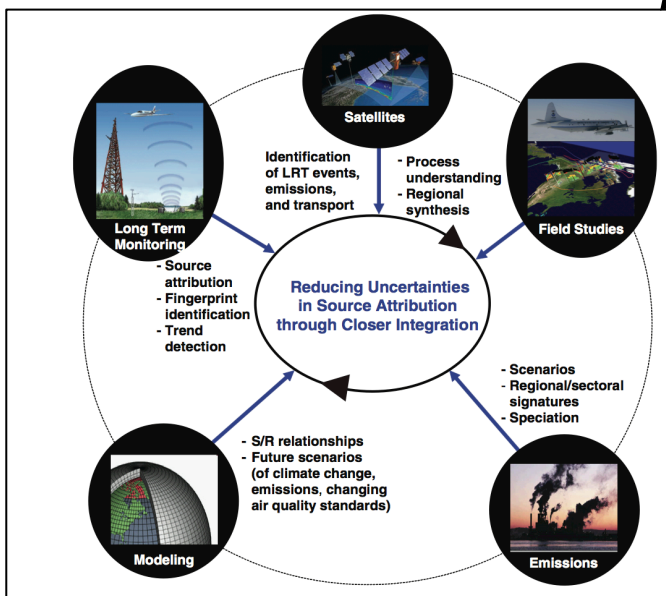 Satellites
Identification
of LRT events,
emissions,
and transport
- Process
understanding
- Regional
synthesis
Long Term
Monitoring
- Source
attribution
- Fingerprint
identification
- Trend
detection
Field Studies
Reducing Uncertainties
in Source Attribution
through Closer Integration
- Scenarios
- Regional/sectoral
signatures
- Speciation
- S/R relationships
- Future scenarios
(of climate change,
emissions, changing
air quality standards)
Modeling
Emissions